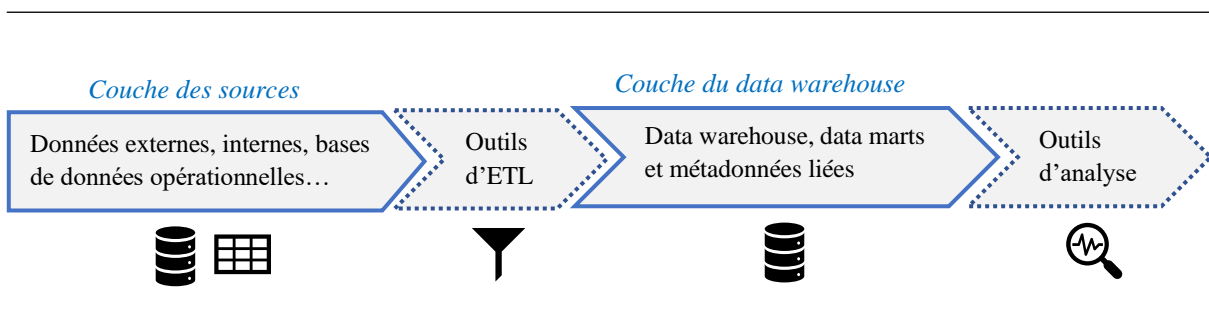 Couche des sources
Couche du data warehouse
Données externes, internes, bases
de données opérationnelles…
Outils
d’ETL
Data warehouse, data marts
et métadonnées liées
Outils
d’analyse